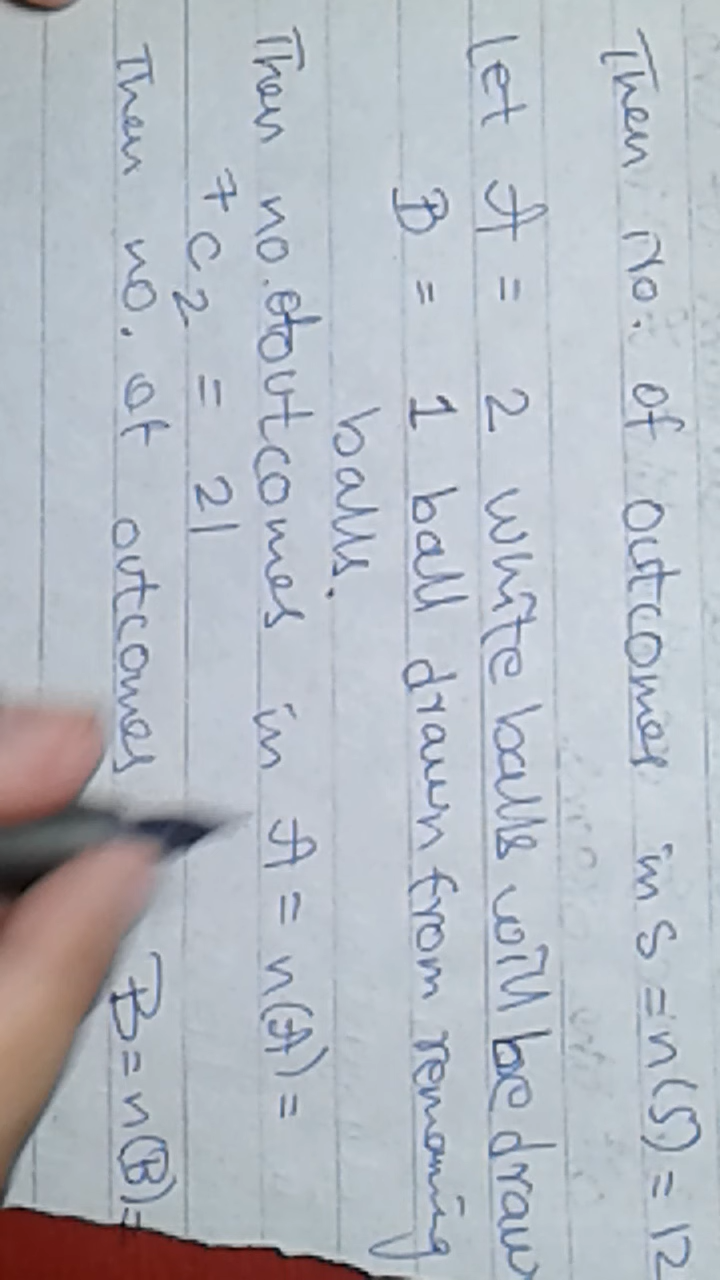 Then No. of outcomes in S = n(S) = 12
Let A = 2 white balls will be draw
B = 1 ball drawn from remaining
balls.
Then no. of outcomes in A = n(A) =
7c2 = 21
Then no. of outcomes B = n(B) =